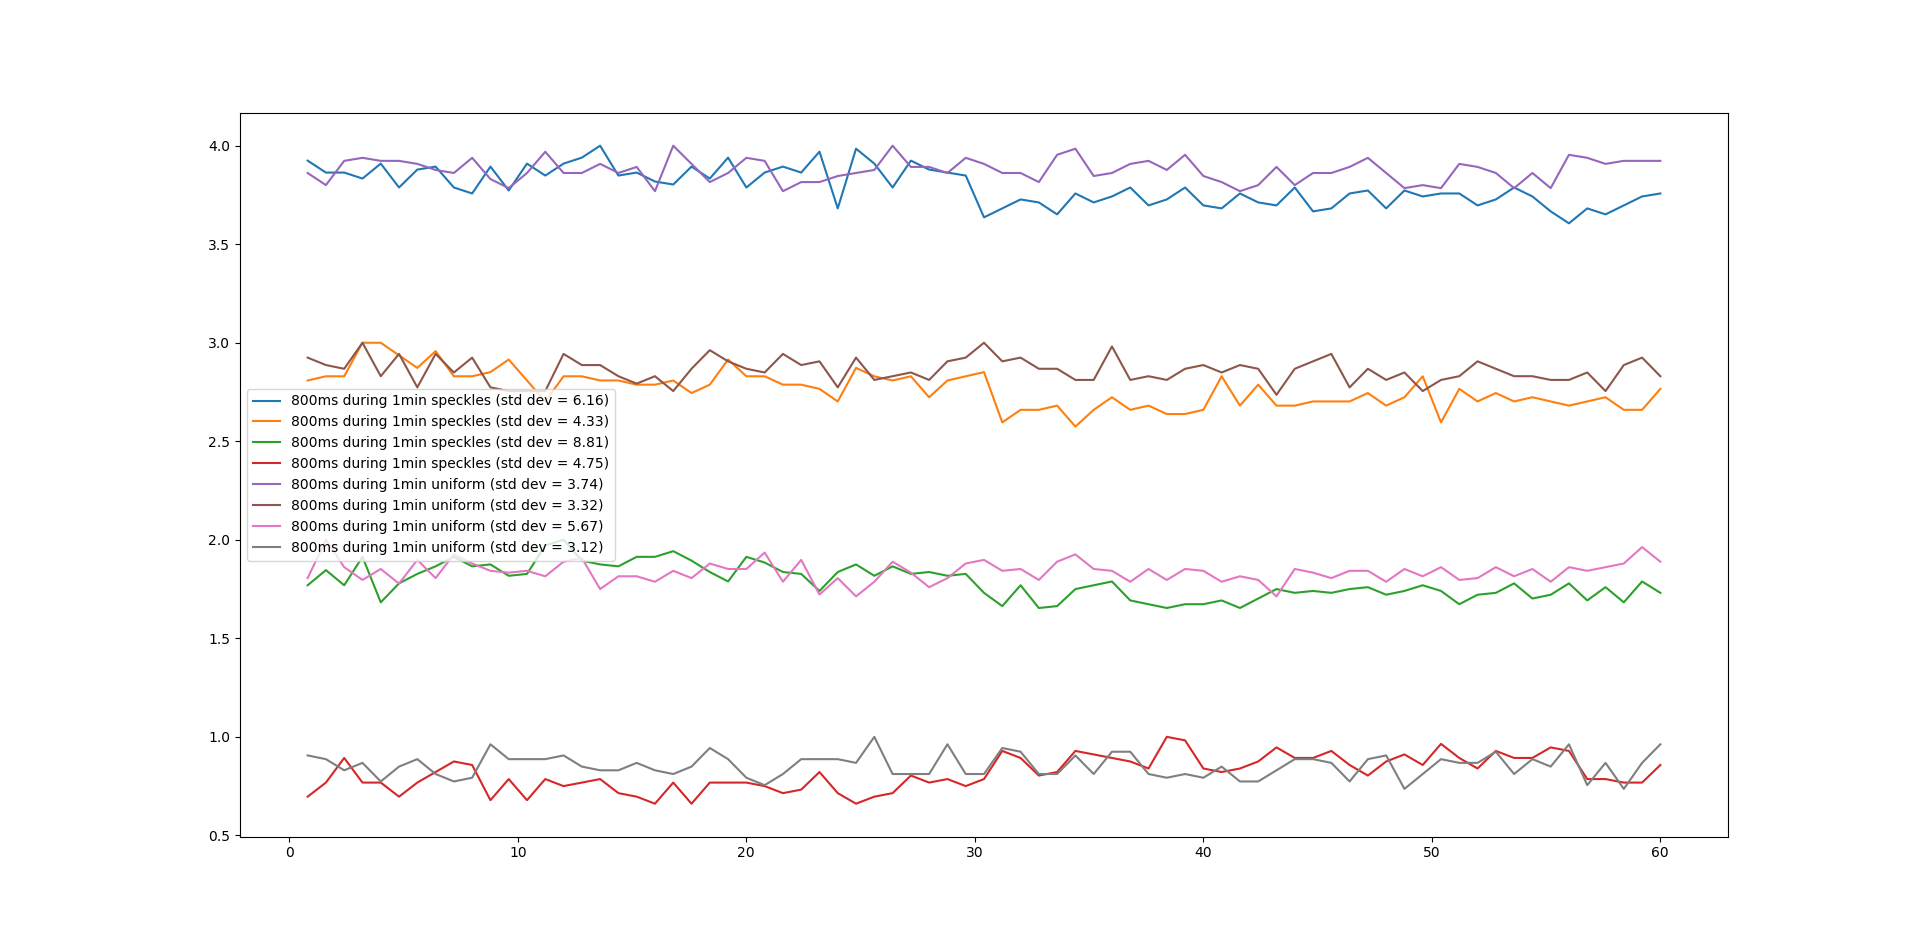 4.0
3.5
3.0
2.5
2.0
1.5
1.0
0.5
800ms during 1min speckles (std dev = 6.16)
800ms during 1min speckles (std dev = 4.33)
800ms during 1min speckles (std dev = 8.81)
800ms during 1min speckles (std dev = 4.75)
800ms during 1min uniform (std dev = 3.74)
800ms during 1min uniform (std dev = 3.32)
800ms during 1min uniform (std dev = 5.67)
800ms during 1min uniform (std dev = 3.12)
0 10 20 30 40 50 60